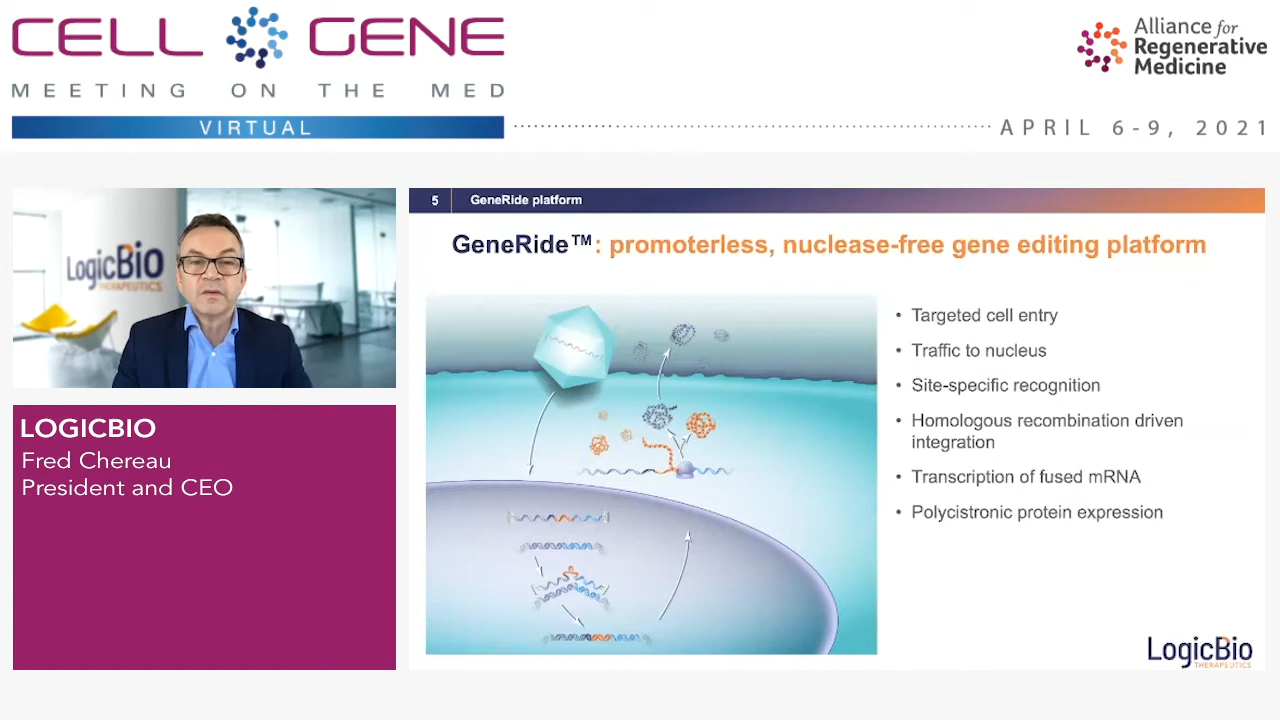 CELL GENE
MEETING ON THE MED
VIRTUAL
Alliance for
Regenerative
Medicine
APRIL 6-9, 2021
LogicBio
THERAPEUTICS
LOGICBIO
Fred Chereau
President and CEO
5 GeneRide platform
GeneRide™: promoterless, nuclease-free gene editing platform
• Targeted cell entry
• Traffic to nucleus
• Site-specific recognition
• Homologous recombination driven
integration
• Transcription of fused mRNA
• Polycistronic protein expression
LogicBio
THERAPEUTICS